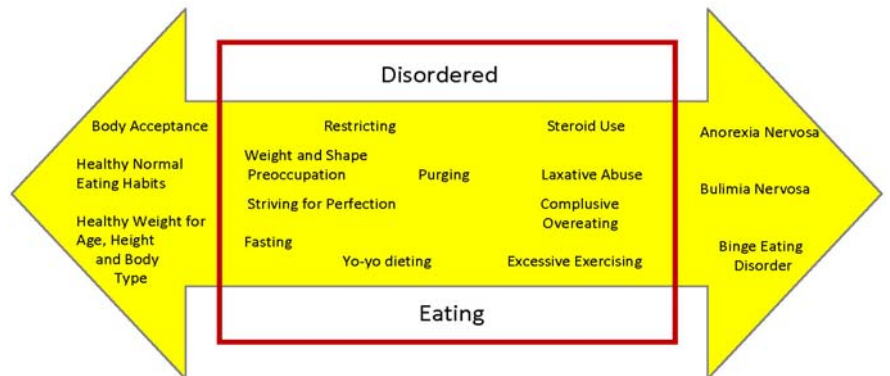 Disordered
Body Acceptance
Healthy Normal
Eating Habits
Healthy Weight for
Age, Height
and Body
Type
Restricting
Steroid Use
Weight and Shape
Preoccupation
Purging
Laxative Abuse
Striving for Perfection
Complusive
Overeating
Fasting
Yo-yo dieting
Excessive Exercising
Anorexia Nervosa
Bulimia Nervosa
Binge Eating
Disorder
Eating